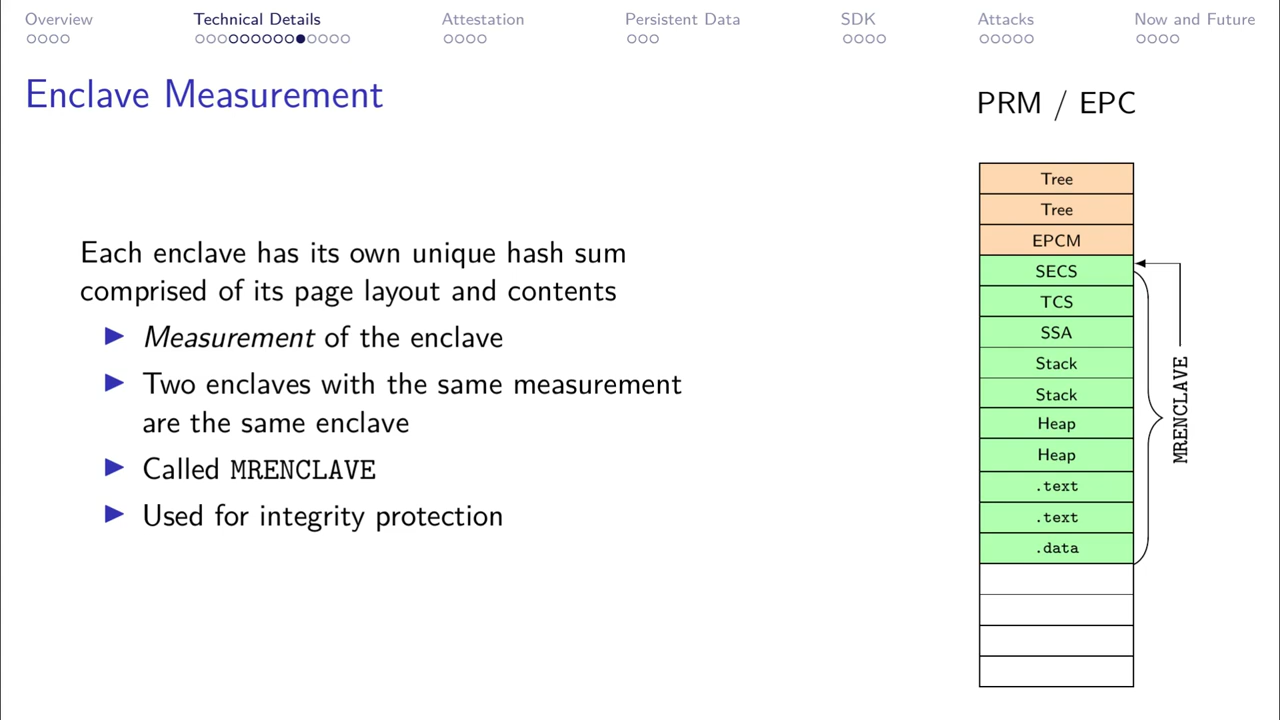 Overview
Technical Details
Attestation
Persistent Data
SDK
Attacks
Now and Future
Enclave Measurement
Each enclave has its own unique hash sum
comprised of its page layout and contents
Measurement of the enclave
Two enclaves with the same measurement
are the same enclave
Called MRENCLAVE
Used for integrity protection
PRM / EPC
Tree
Tree
EPCM
SECS
TCS
SSA
Stack
Stack
Heap
Heap
.text
.text
.data
MRENCLAVE